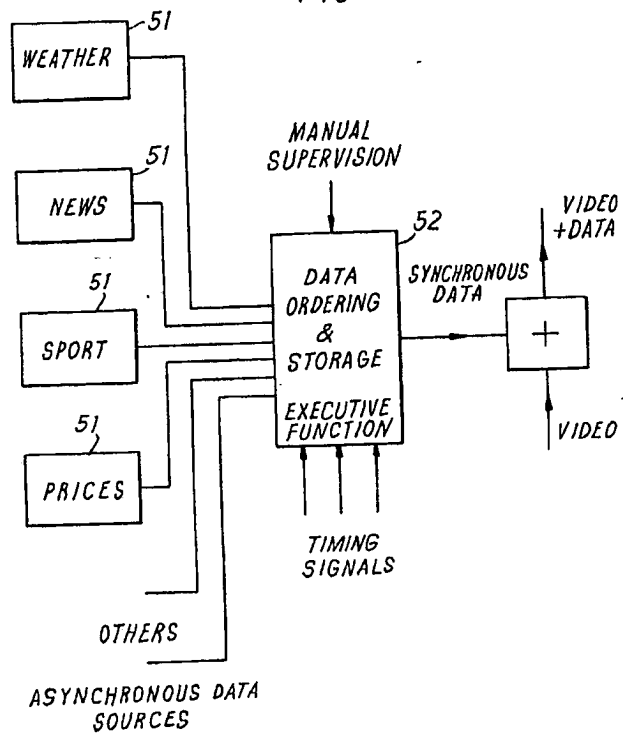 51
WEATHER
51
NEWS
51
SPORT
51
PRICES
OTHERS
ASYNCHRONOUS DATA
SOURCES
MANUAL
SUPERVISION
52
DATA
ORDERING
&
STORAGE
EXECUTIVE
FUNCTION
TIMING
SIGNALS
SYNCHRONOUS
DATA
VIDEO
+DATA
+
VIDEO